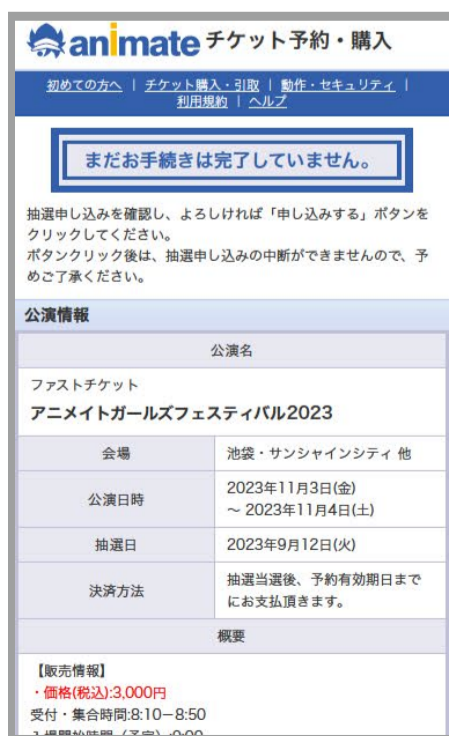 animate チケット予約・購入
初めての方へ | チケット購入・引取 | 動作・セキュリティ |
利用規約 | ヘルプ
まだお手続きは完了していません。
抽選申し込みを確認し、よろしければ「申し込みする」ボタンを
クリックしてください。
ボタンクリック後は、抽選申し込みの中断ができませんので、予
めご了承ください。
公演情報
公演名
ファストチケット
アニメイトガールズフェスティバル2023
会場 池袋・サンシャインシティ 他
公演日時 2023年11月3日(金)
～ 2023年11月4日(土)
抽選日 2023年9月12日(火)
決済方法 抽選当選後、予約有効期日まで
にお支払頂きます。
概要
【販売情報】
・価格(税込):3,000円
受付・集合時間:8:10－8:50